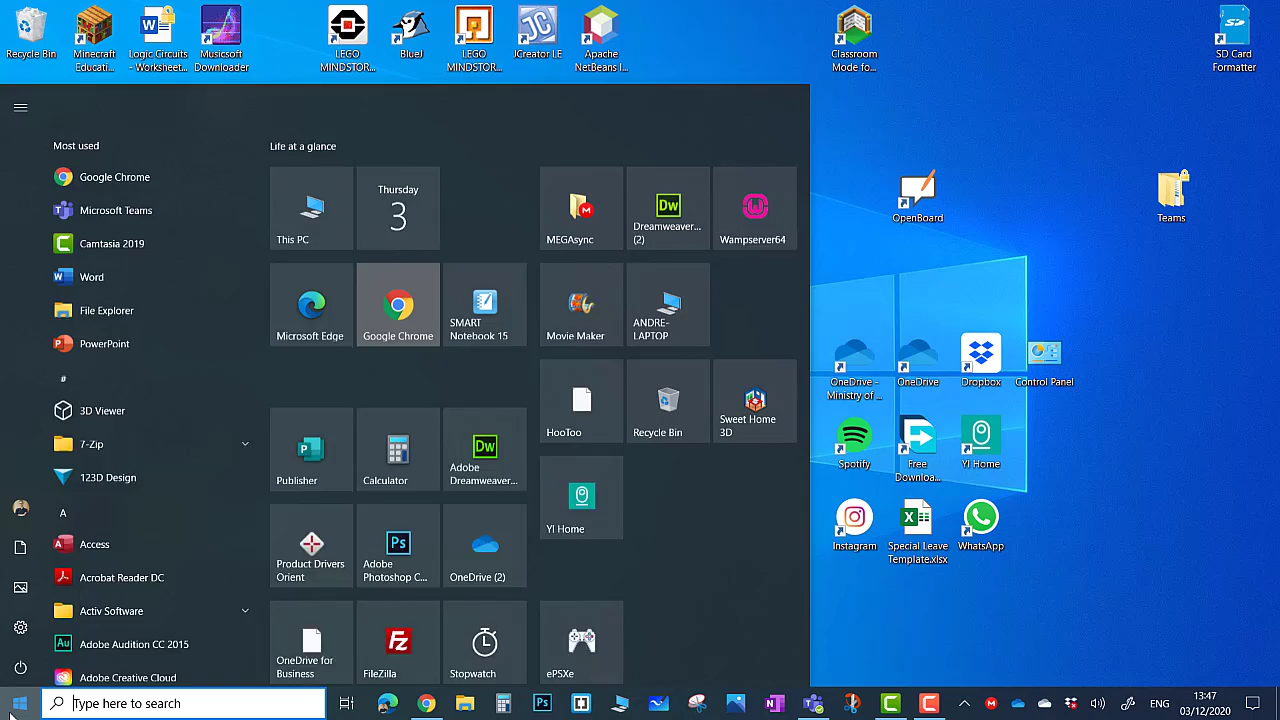 Recycle Bin
Minecraft
Educati...
Logic Circuits
- Worksheet...
Musicsoft
Downloader
LEGO
MINDSTOR...
BlueJ
LEGO
MINDSTOR...
JCreator LE
Apache
NetBeans I...
Classroom
Mode fo...
SD Card
Formatter
Most used
Google Chrome
Microsoft Teams
Camtasia 2019
Word
File Explorer
PowerPoint
#
3D Viewer
7-Zip
123D Design
A
Access
Acrobat Reader DC
Activ Software
Adobe Audition CC 2015
Adobe Creative Cloud
Life at a glance
This PC
Thursday
3
MEGAsync
Dreamweaver...
(2)
Wampserver64
Microsoft Edge
Google Chrome
SMART
Notebook 15
Movie Maker
ANDRE-
LAPTOP
HooToo
Recycle Bin
Sweet Home
3D
Publisher
Calculator
Adobe
Dreamweaver...
YI Home
Product Drivers
Orient
Adobe
Photoshop C...
OneDrive (2)
OneDrive for
Business
FileZilla
Stopwatch
ePSXe
OpenBoard
Teams
OneDrive -
Ministry of ...
OneDrive
Dropbox
Control Panel
Spotify
Free
Downloa...
YI Home
Instagram
Special Leave
Template.xlsx
WhatsApp
Type here to search
ENG
13:47
03/12/2020